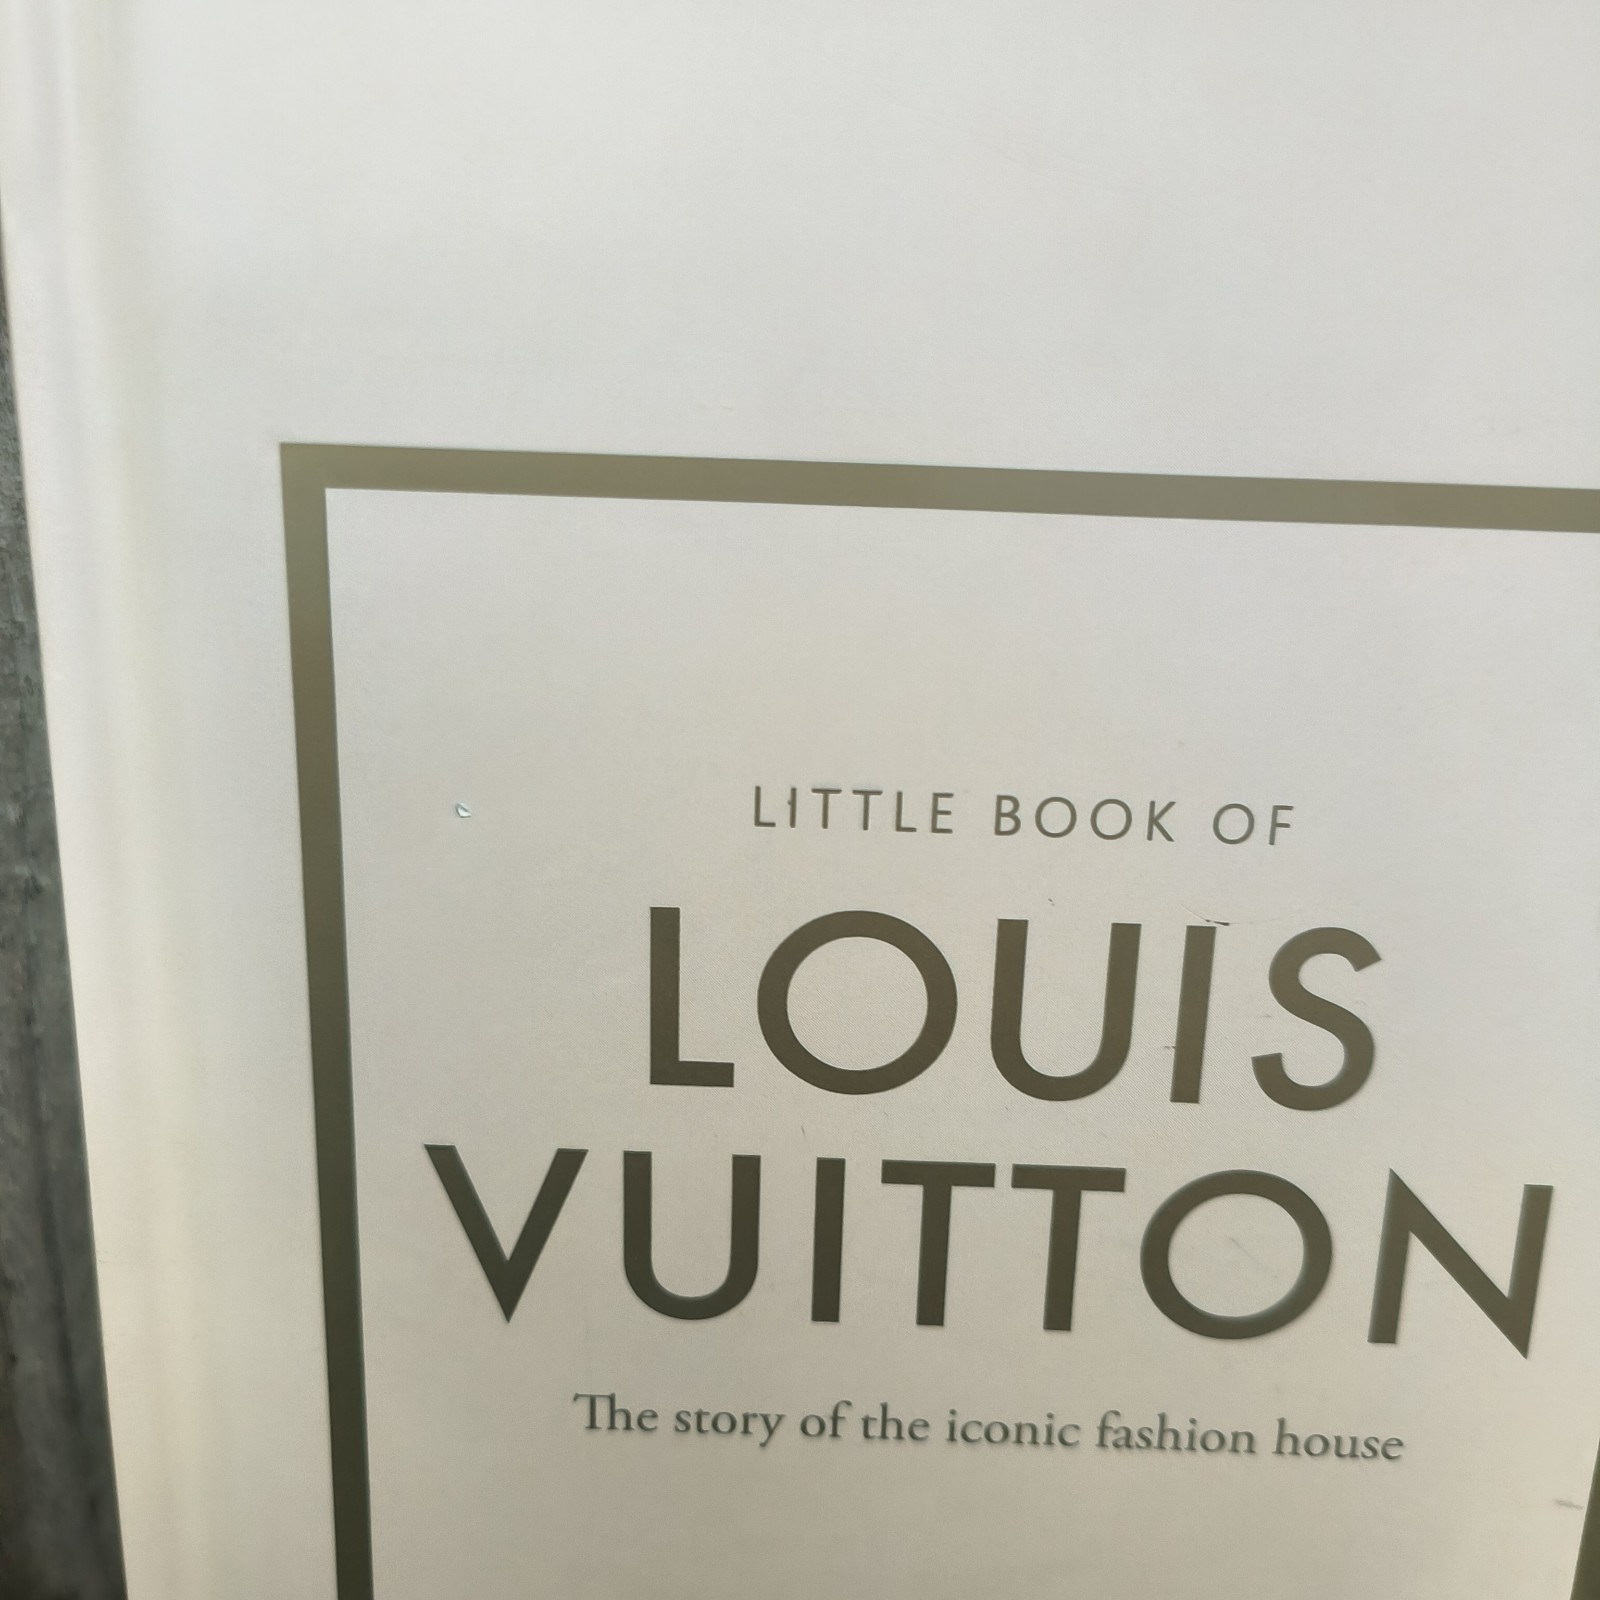 LITTLE BOOK OF
LOUIS
VUITTON
The story of the iconic fashion house